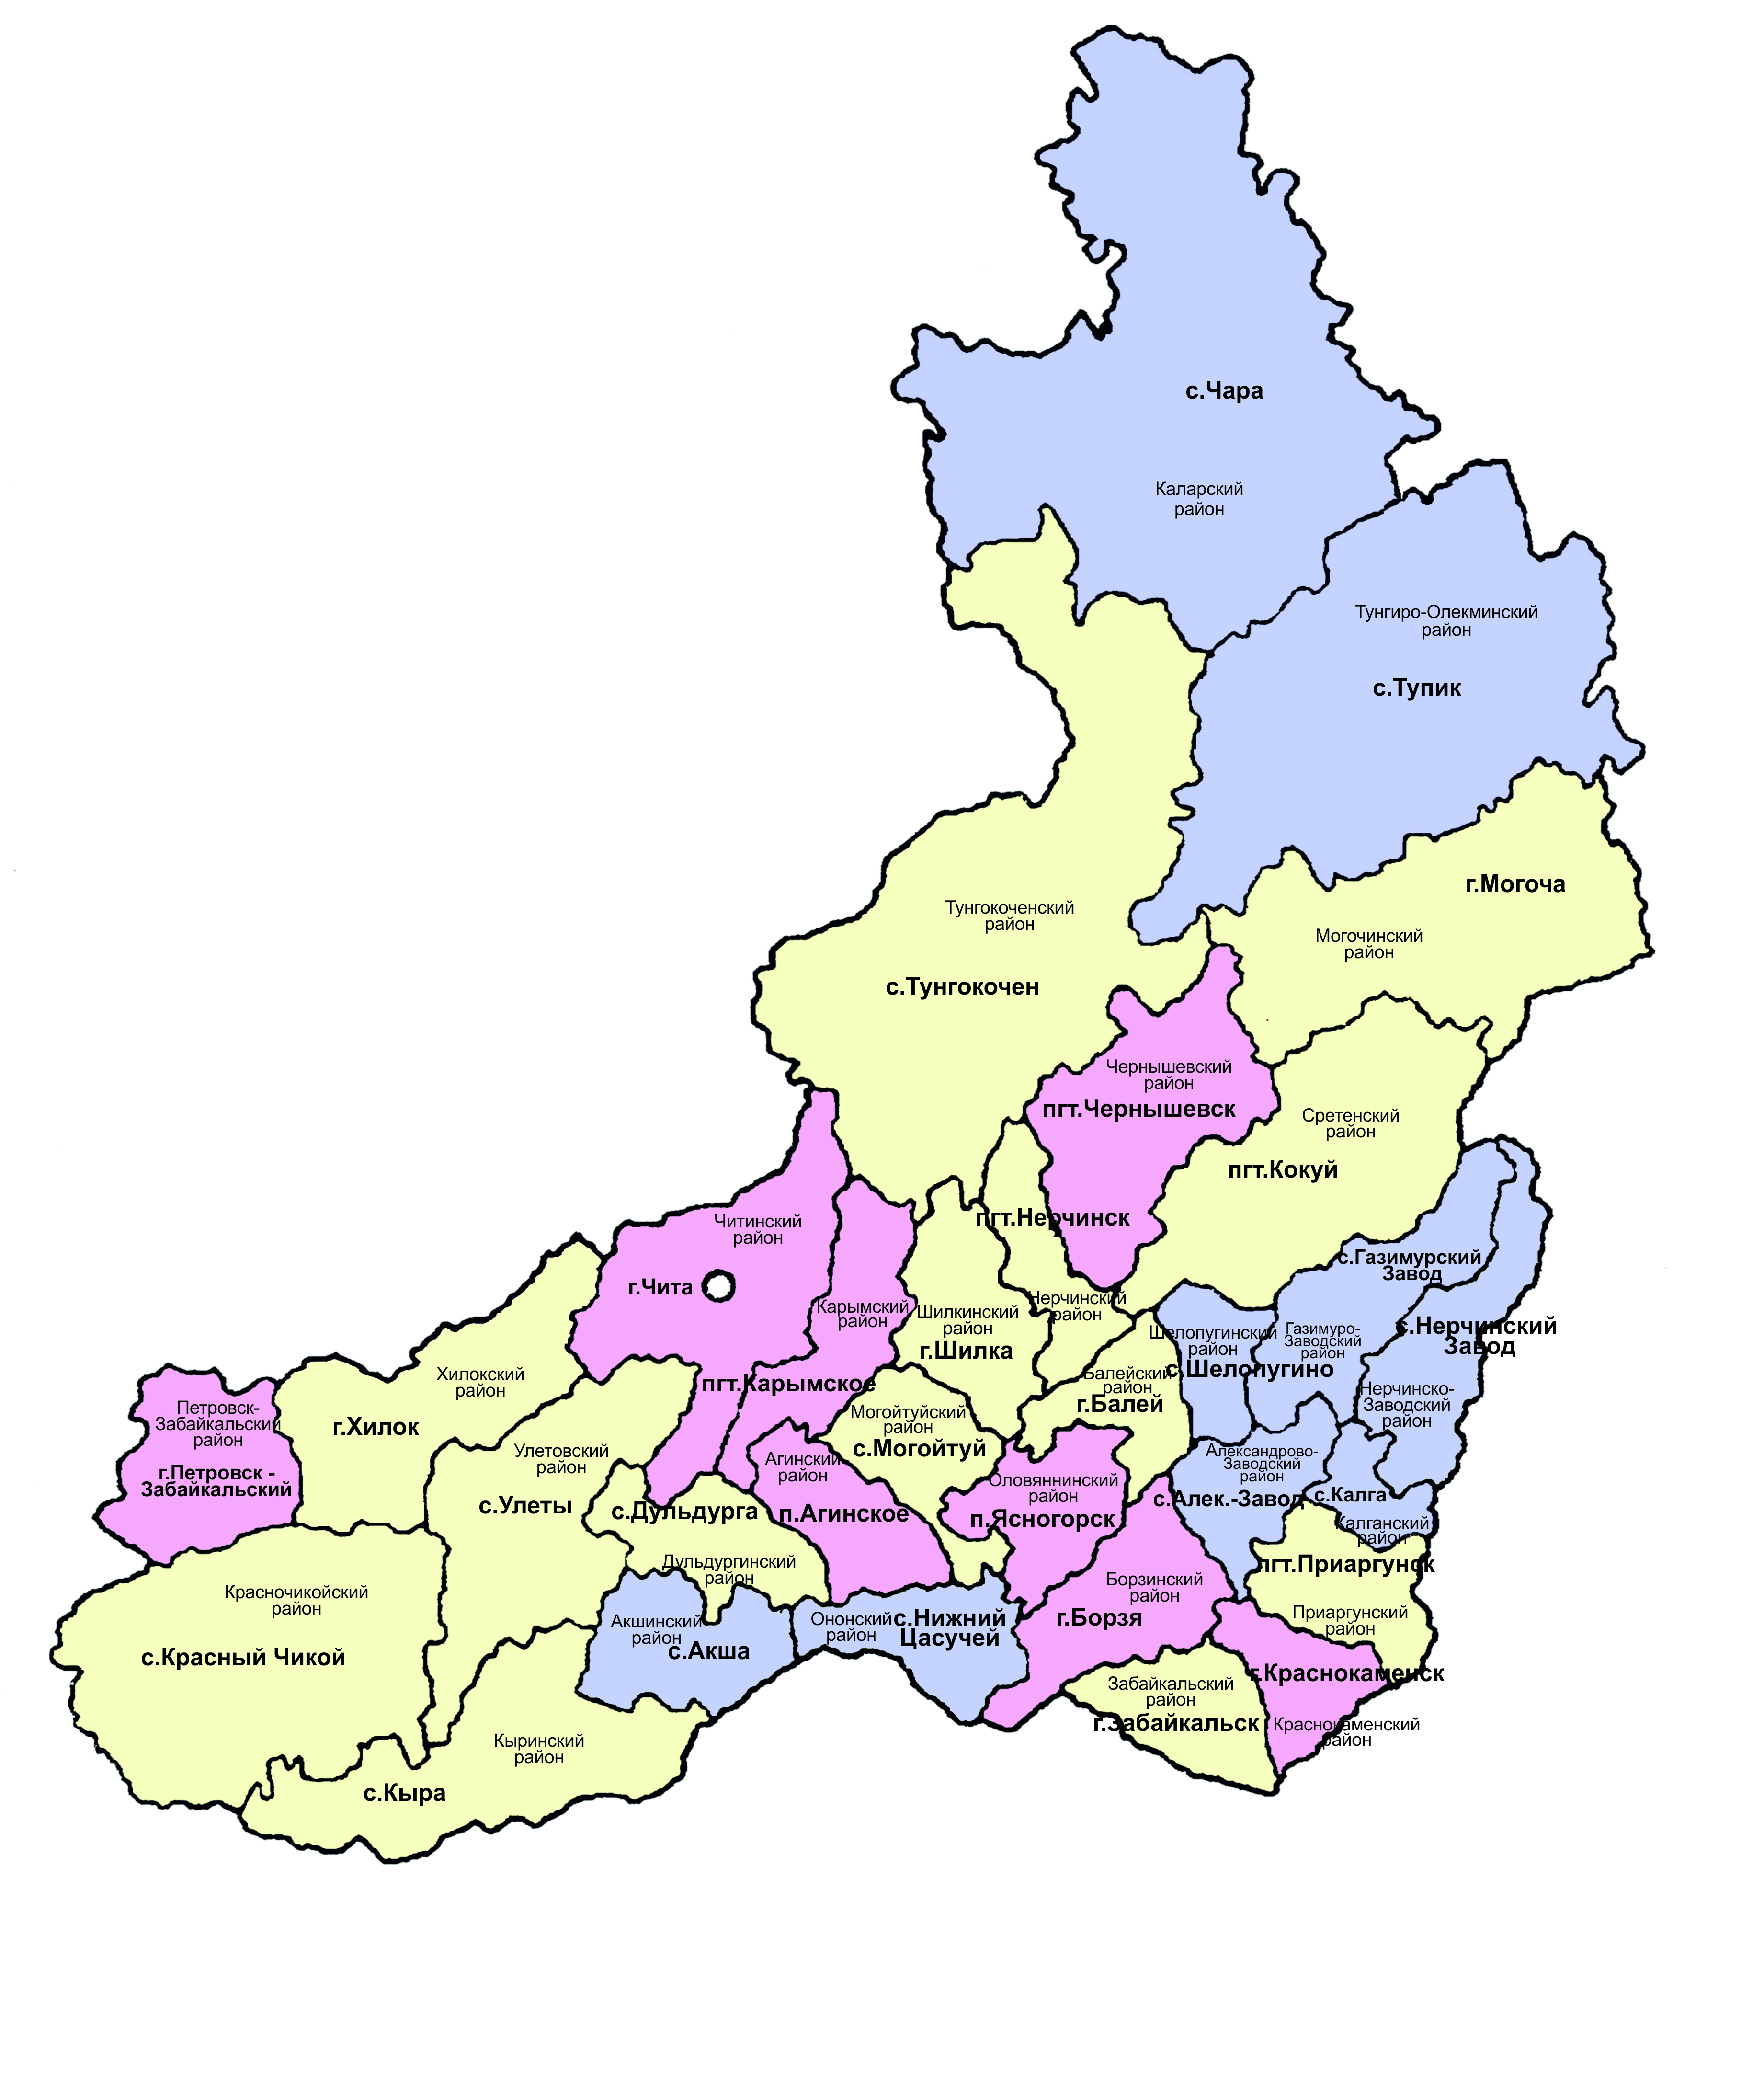 с.Чара
Каларский
район
Тунгиро-Олекминский
район
с.Тупик
г.Могоча
Могочинский
район
Тунгокоченский
район
с.Тунгокочен
Чернышевский
район
пгт.Чернышевск
Сретенский
район
пгт.Кокуй
пгт.Нерчинск
Нерчинский
район
Читинский
район
г.Чита
Карымский
район
пгт.Карымское
Шилкинский
район
г.Шилка
с.Газимурский
Завод
Газимуро-
Заводский
район
с.Нерчинский
Завод
Нерчинско-
Заводский
район
Шелопугинский
район
с.Шелопугино
Балейский
район
г.Балей
Хилокский
район
г.Хилок
Петровск-
Забайкальский
район
г.Петровск -
Забайкальский
Улетовский
район
с.Улеты
Могойтуйский
район
с.Могойтуй
Агинский
район
п.Агинское
с.Дульдурга
Дульдургинский
район
Оловяннинский
район
п.Ясногорск
Александрово-
Заводский
район
с.Алек.-Завод
с.Калга
Калганский
район
пгт.Приаргунск
Приаргунский
район
Борзинский
район
г.Борзя
Красночикойский
район
с.Красный Чикой
Акшинский
район
с.Акша
Ононский
район
с.Нижний
Цасучей
г.Краснокаменск
Краснокаменский
район
Забайкальский
район
г.Забайкальск
Кыринский
район
с.Кыра